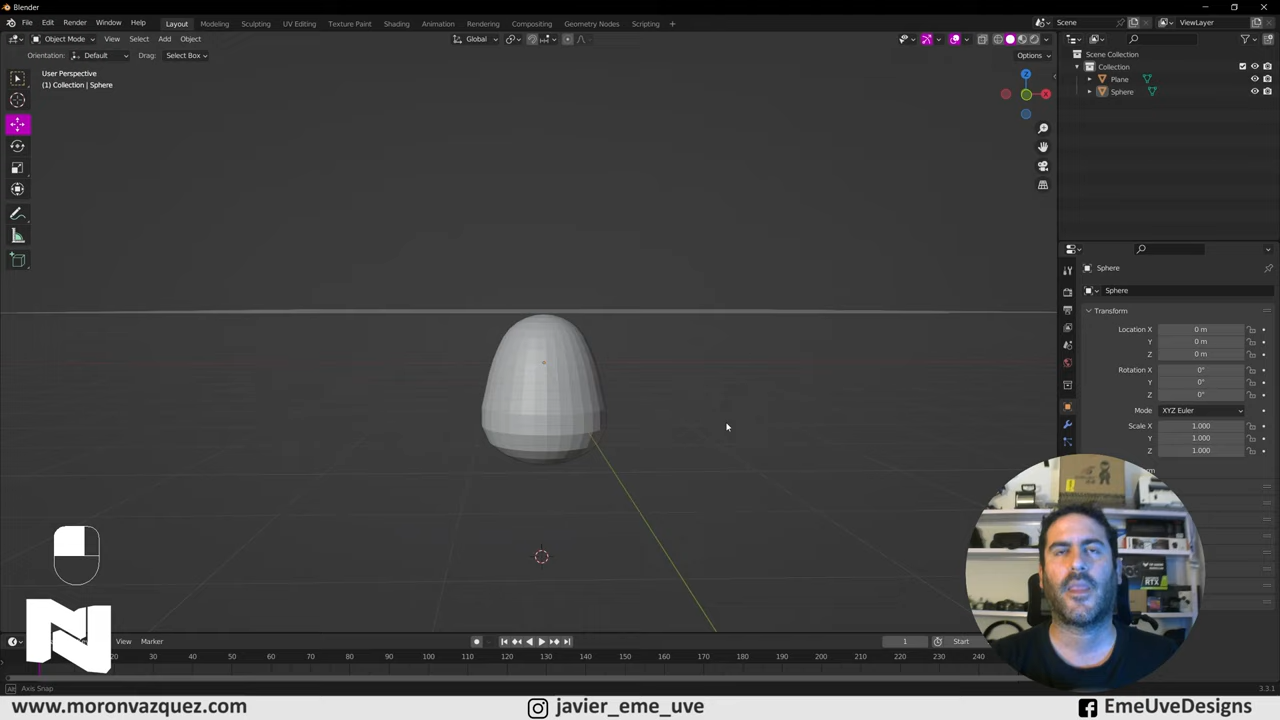 Blender
File Edit Render Window Help Layout Modeling Sculpting UV Editing Texture Paint Shading Animation Rendering Compositing Geometry Nodes Scripting + Scene ViewLayer
Object Mode View Select Add Object Global
Orientation: Default Drag: Select Box Options
User Perspective
(1) Collection | Sphere
Z
X
Scene Collection
Collection
Plane
Sphere
Sphere
Sphere
Transform
Location X 0 m
Y 0 m
Z 0 m
Rotation X 0°
Y 0°
Z 0°
Mode XYZ Euler
Scale X 1.000
Y 1.000
Z 1.000
RTX
N
View Marker 1 Start
20 30 40 50 60 70 80 90 100 110 120 130 140 150 160 170 180 190 200 210 220 230 240
Axis Snap 3.3.1
www.moronvazquez.com javier_eme_uve EmeUveDesigns